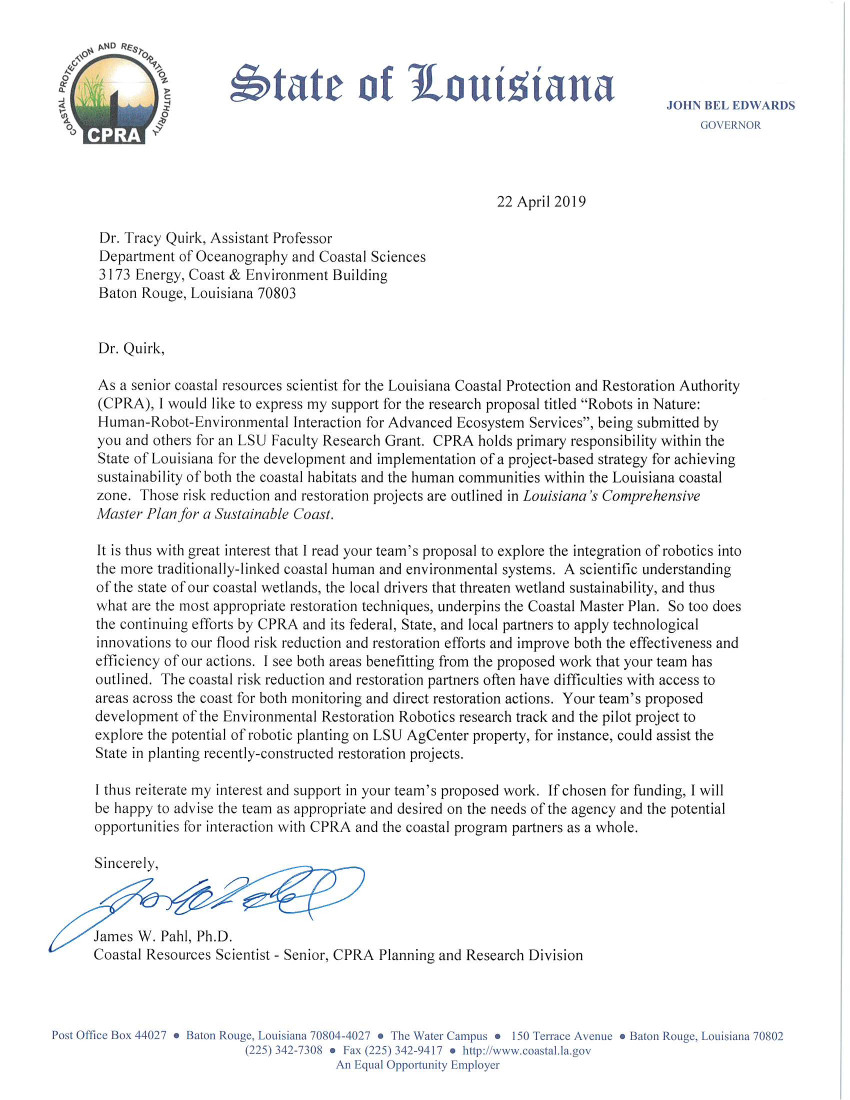 COASTAL PROTECTION AND RESTORATION AUTHORITY
CPRA
State of Louisiana
JOHN BEL EDWARDS
GOVERNOR
22 April 2019
Dr. Tracy Quirk, Assistant Professor
Department of Oceanography and Coastal Sciences
3173 Energy, Coast & Environment Building
Baton Rouge, Louisiana 70803
Dr. Quirk,
As a senior coastal resources scientist for the Louisiana Coastal Protection and Restoration Authority
(CPRA), I would like to express my support for the research proposal titled “Robots in Nature:
Human-Robot-Environmental Interaction for Advanced Ecosystem Services”, being submitted by
you and others for an LSU Faculty Research Grant. CPRA holds primary responsibility within the
State of Louisiana for the development and implementation of a project-based strategy for achieving
sustainability of both the coastal habitats and the human communities within the Louisiana coastal
zone. Those risk reduction and restoration projects are outlined in Louisiana’s Comprehensive
Master Plan for a Sustainable Coast.
It is thus with great interest that I read your team’s proposal to explore the integration of robotics into
the more traditionally-linked coastal human and environmental systems. A scientific understanding
of the state of our coastal wetlands, the local drivers that threaten wetland sustainability, and thus
what are the most appropriate restoration techniques, underpins the Coastal Master Plan. So too does
the continuing efforts by CPRA and its federal, State, and local partners to apply technological
innovations to our flood risk reduction and restoration efforts and improve both the effectiveness and
efficiency of our actions. I see both areas benefitting from the proposed work that your team has
outlined. The coastal risk reduction and restoration partners often have difficulties with access to
areas across the coast for both monitoring and direct restoration actions. Your team’s proposed
development of the Environmental Restoration Robotics research track and the pilot project to
explore the potential of robotic planting on LSU AgCenter property, for instance, could assist the
State in planting recently-constructed restoration projects.
I thus reiterate my interest and support in your team’s proposed work. If chosen for funding, I will
be happy to advise the team as appropriate and desired on the needs of the agency and the potential
opportunities for interaction with CPRA and the coastal program partners as a whole.
Sincerely,
James W. Pahl, Ph.D.
Coastal Resources Scientist - Senior, CPRA Planning and Research Division
Post Office Box 44027 ● Baton Rouge, Louisiana 70804-4027 ● The Water Campus ● 150 Terrace Avenue ● Baton Rouge, Louisiana 70802
(225) 342-7308 ● Fax (225) 342-9417 ● http://www.coastal.la.gov
An Equal Opportunity Employer